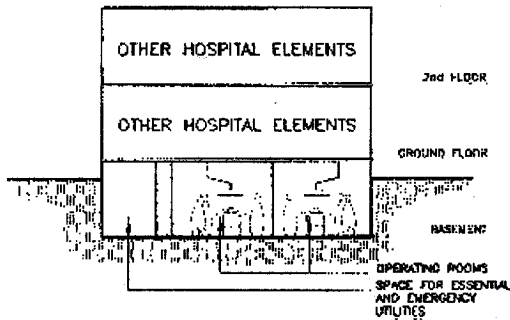 OTHER HOSPITAL ELEMENTS
2nd FLOOR
OTHER HOSPITAL ELEMENTS
GROUND FLOOR
BASEMENT
OPERATING ROOMS
SPACE FOR ESSENTIAL
AND EMERGENCY
UTILITIES